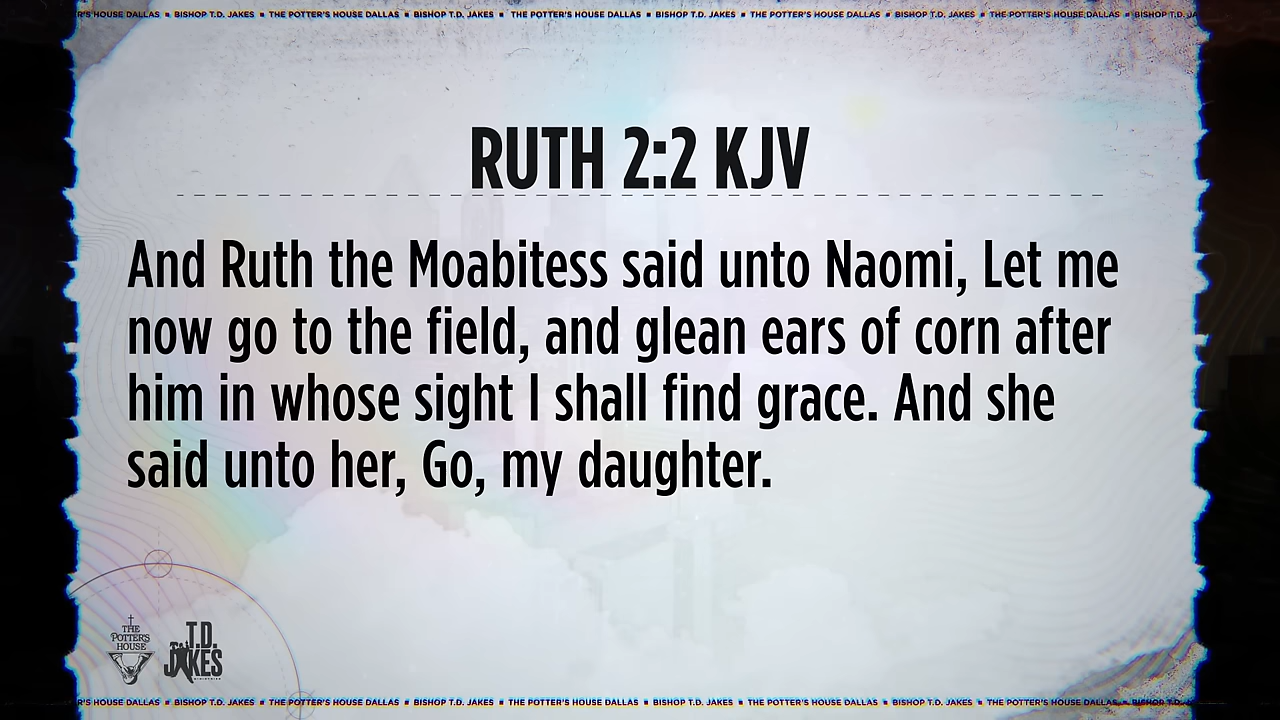 R'S HOUSE DALLAS ■ BISHOP T.D. JAKES ■ THE POTTER'S HOUSE DALLAS ■ BISHOP T.D. JAKES ■ THE POTTER'S HOUSE DALLAS ■ BISHOP T.D. JAKES ■ THE POTTER'S HOUSE DALLAS ■ BISHOP T.D. JAKES ■ THE POTTER'S HOUSE DALLAS ■ BISHOP T.D. JA
RUTH 2:2 KJV
And Ruth the Moabitess said unto Naomi, Let me
now go to the field, and glean ears of corn after
him in whose sight I shall find grace. And she
said unto her, Go, my daughter.
THE
POTTER'S
HOUSE
T.D.
JAKES
MINISTRIES
R'S HOUSE DALLAS ■ BISHOP T.D. JAKES ■ THE POTTER'S HOUSE DALLAS ■ BISHOP T.D. JAKES ■ THE POTTER'S HOUSE DALLAS ■ BISHOP T.D. JAKES ■ THE POTTER'S HOUSE DALLAS ■ BISHOP T.D. JAKES ■ THE POTTER'S HOUSE DALLAS ■ BISHOP T.D.